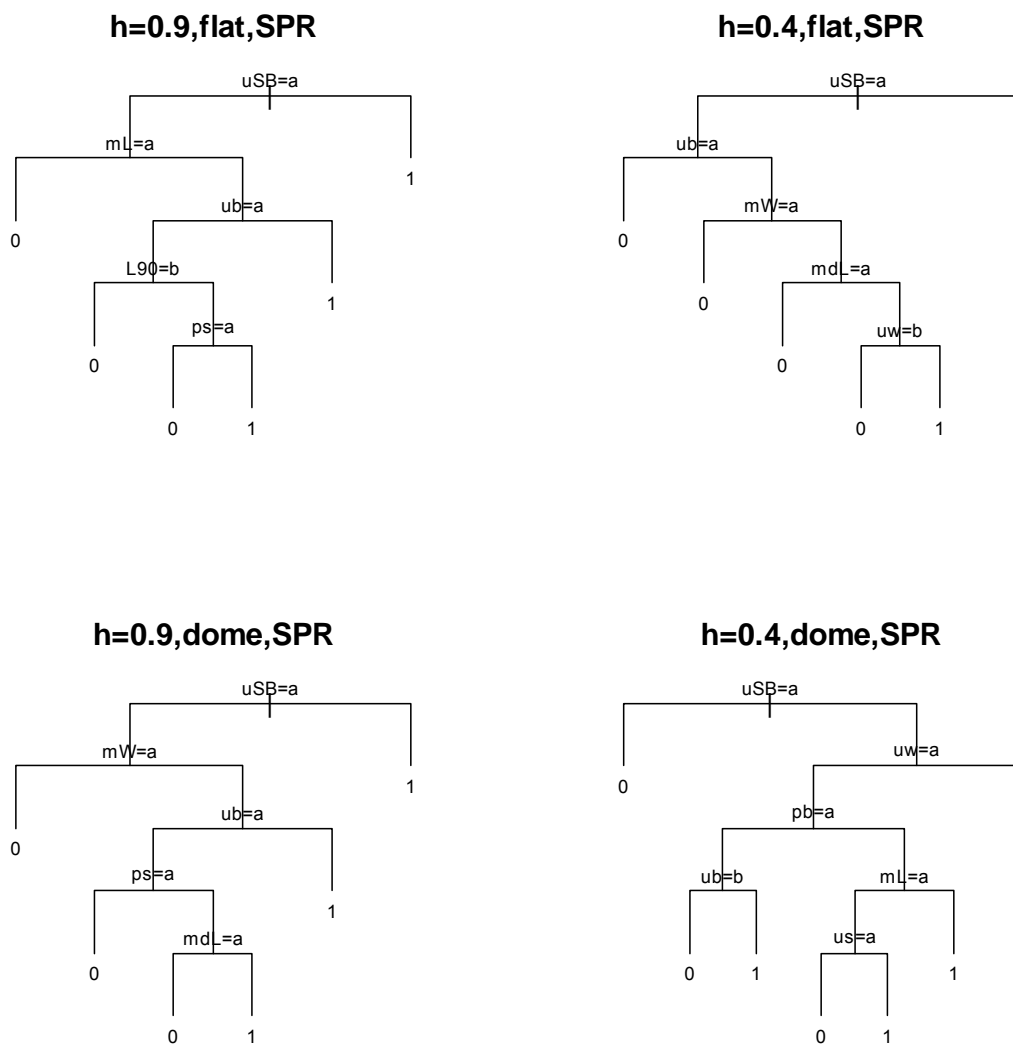 h=0.9,flat,SPR
uSB=a
mL=a
1
ub=a
0
L90=b
1
ps=a
0
0
1
h=0.4,flat,SPR
uSB=a
ub=a
mW=a
0
mdL=a
0
uw=b
0
0
1
h=0.9,dome,SPR
uSB=a
mW=a
1
ub=a
0
ps=a
1
mdL=a
0
0
1
h=0.4,dome,SPR
uSB=a
uw=a
0
pb=a
ub=b
mL=a
us=a
0
1
1
0
1